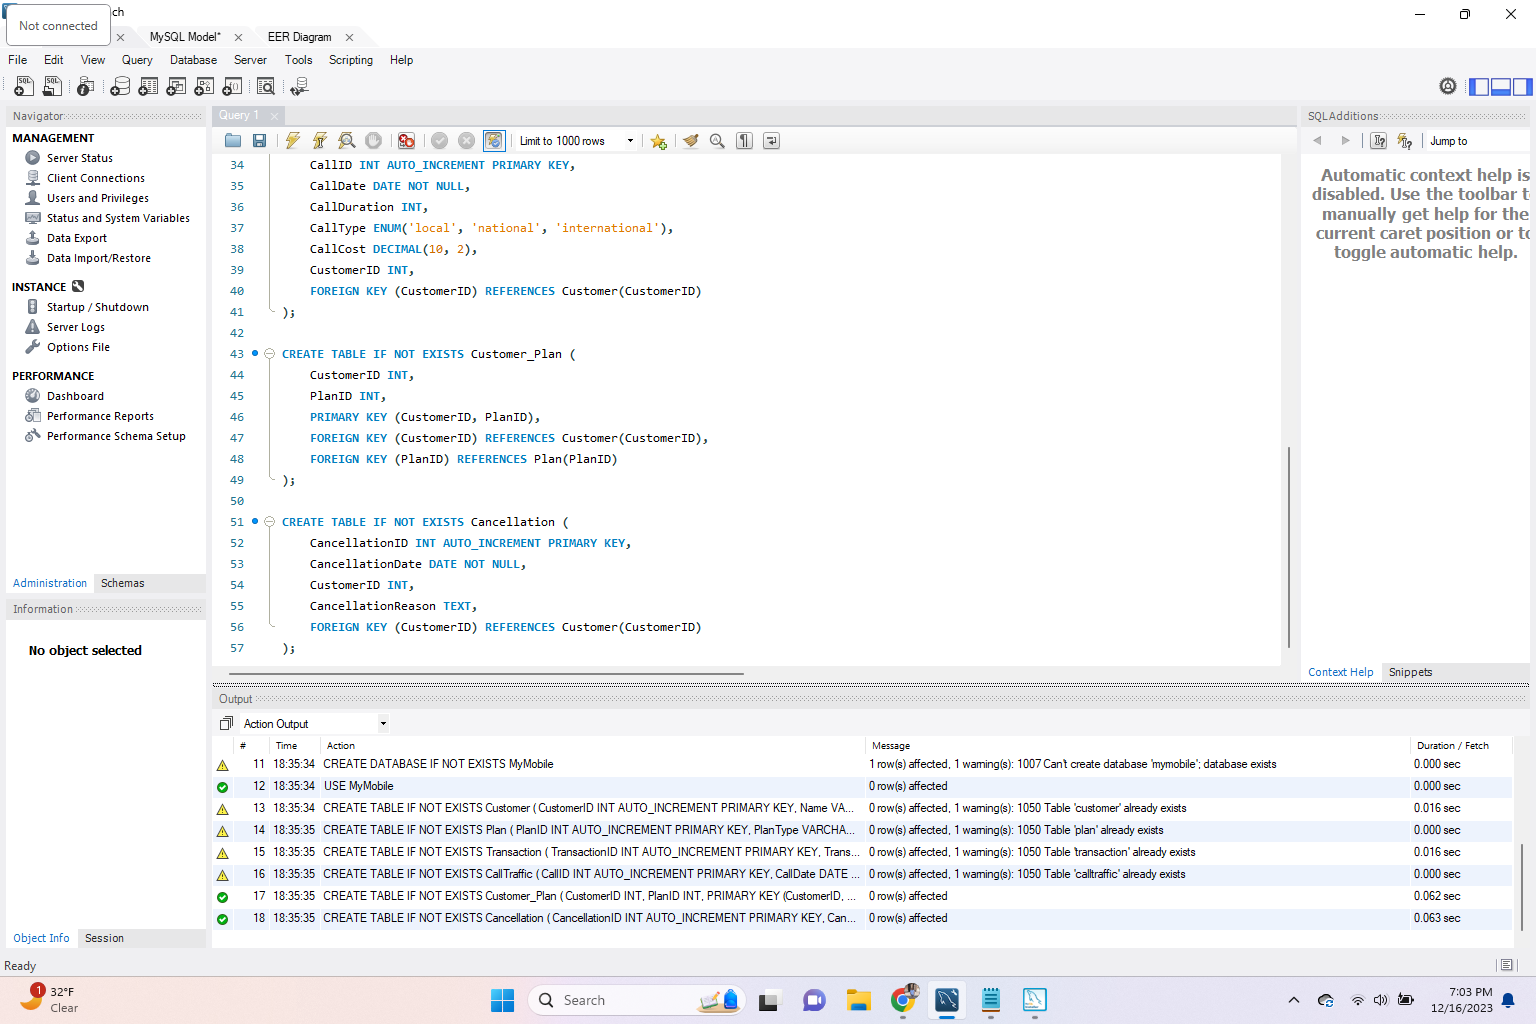 Not connected
ch
MySQL Model*
EER Diagram
File Edit View Query Database Server Tools Scripting Help
Navigator
MANAGEMENT
Server Status
Client Connections
Users and Privileges
Status and System Variables
Data Export
Data Import/Restore
INSTANCE
Startup / Shutdown
Server Logs
Options File
PERFORMANCE
Dashboard
Performance Reports
Performance Schema Setup
Administration Schemas
Information
No object selected
Object Info Session
Query 1
Limit to 1000 rows
34 CallID INT AUTO_INCREMENT PRIMARY KEY,
35 CallDate DATE NOT NULL,
36 CallDuration INT,
37 CallType ENUM('local', 'national', 'international'),
38 CallCost DECIMAL(10, 2),
39 CustomerID INT,
40 FOREIGN KEY (CustomerID) REFERENCES Customer(CustomerID)
41 );
42
43 CREATE TABLE IF NOT EXISTS Customer_Plan (
44 CustomerID INT,
45 PlanID INT,
46 PRIMARY KEY (CustomerID, PlanID),
47 FOREIGN KEY (CustomerID) REFERENCES Customer(CustomerID),
48 FOREIGN KEY (PlanID) REFERENCES Plan(PlanID)
49 );
50
51 CREATE TABLE IF NOT EXISTS Cancellation (
52 CancellationID INT AUTO_INCREMENT PRIMARY KEY,
53 CancellationDate DATE NOT NULL,
54 CustomerID INT,
55 CancellationReason TEXT,
56 FOREIGN KEY (CustomerID) REFERENCES Customer(CustomerID)
57 );
SQLAdditions
Jump to
Automatic context help is
disabled. Use the toolbar t
manually get help for the
current caret position or to
toggle automatic help.
Context Help Snippets
Output
Action Output
# Time Action Message Duration / Fetch
11 18:35:34 CREATE DATABASE IF NOT EXISTS MyMobile 1 row(s) affected, 1 warning(s): 1007 Can't create database 'mymobile'; database exists 0.000 sec
12 18:35:34 USE MyMobile 0 row(s) affected 0.000 sec
13 18:35:34 CREATE TABLE IF NOT EXISTS Customer ( CustomerID INT AUTO_INCREMENT PRIMARY KEY, Name VA... 0 row(s) affected, 1 warning(s): 1050 Table 'customer' already exists 0.016 sec
14 18:35:35 CREATE TABLE IF NOT EXISTS Plan ( PlanID INT AUTO_INCREMENT PRIMARY KEY, PlanType VARCHA... 0 row(s) affected, 1 warning(s): 1050 Table 'plan' already exists 0.000 sec
15 18:35:35 CREATE TABLE IF NOT EXISTS Transaction ( TransactionID INT AUTO_INCREMENT PRIMARY KEY, Trans... 0 row(s) affected, 1 warning(s): 1050 Table 'transaction' already exists 0.016 sec
16 18:35:35 CREATE TABLE IF NOT EXISTS CallTraffic ( CallID INT AUTO_INCREMENT PRIMARY KEY, CallDate DATE ... 0 row(s) affected, 1 warning(s): 1050 Table 'calltraffic' already exists 0.000 sec
17 18:35:35 CREATE TABLE IF NOT EXISTS Customer_Plan ( CustomerID INT, PlanID INT, PRIMARY KEY (CustomerID, ... 0 row(s) affected 0.062 sec
18 18:35:35 CREATE TABLE IF NOT EXISTS Cancellation ( CancellationID INT AUTO_INCREMENT PRIMARY KEY, Can... 0 row(s) affected 0.063 sec
Ready
1
32°F
Clear
Search
7:03 PM
12/16/2023